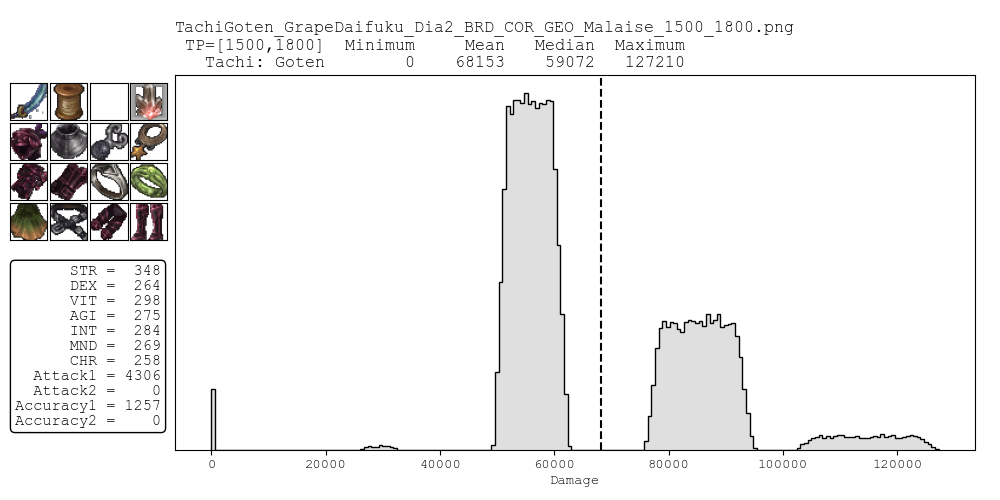 TachiGoten_GrapeDaifuku_Dia2_BRD_COR_GEO_Malaise_1500_1800.png
TP=[1500,1800] Minimum Mean Median Maximum
Tachi: Goten 0 68153 59072 127210
STR = 348
DEX = 264
VIT = 298
AGI = 275
INT = 284
MND = 269
CHR = 258
Attack1 = 4306
Attack2 = 0
Accuracy1 = 1257
Accuracy2 = 0
0 20000 40000 60000 80000 100000 120000
Damage